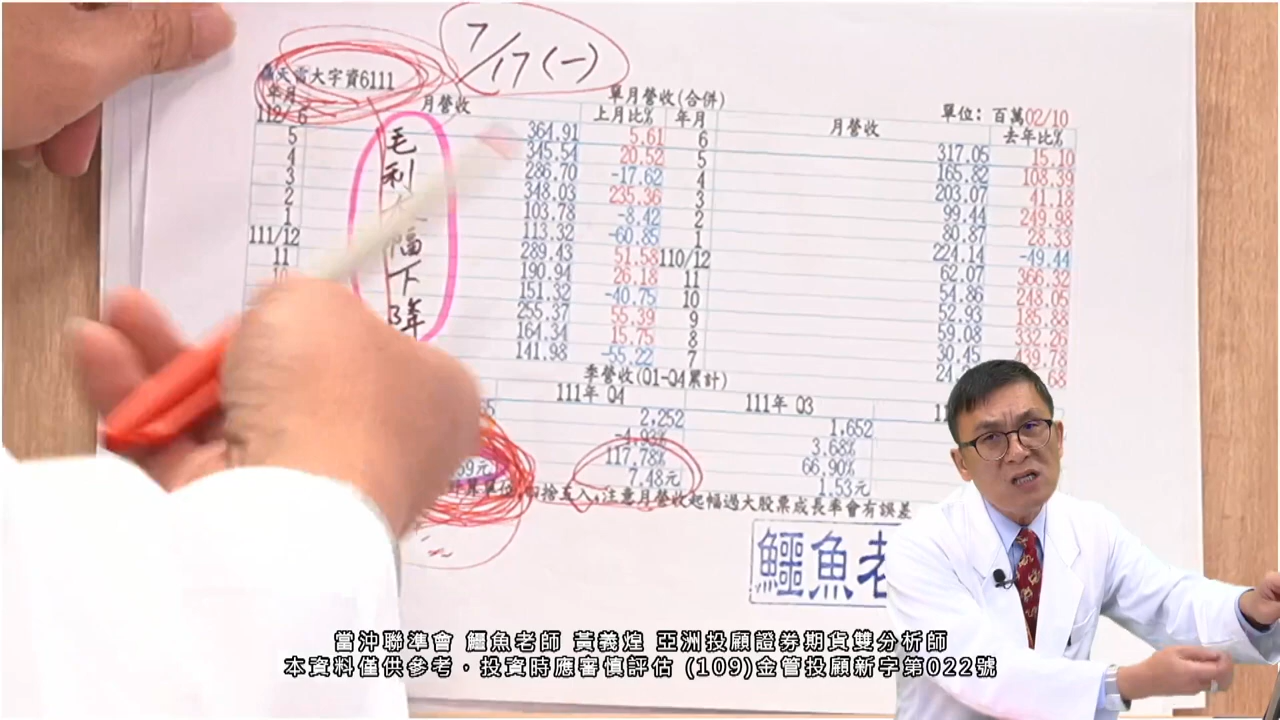 7/17(一)
大字資6111
單月營收(合併)
單位: 百萬02/10
年月 月營收 上月比% 年月 月營收 去年比%
112/ 6 364.91 5.61 6 317.05 15.10
5 345.54 20.52 5 165.82 108.39
4 286.70 -17.62 4 203.07 41.18
3 348.03 235.36 3 99.44 249.98
2 103.78 -8.42 2 80.87 28.33
1 113.32 -60.85 1 224.14 -49.44
111/12 289.43 51.58 110/12 62.07 366.32
11 190.94 26.18 11 54.86 248.05
151.32 -40.75 10 52.93 185.88
255.37 55.39 9 59.08 332.26
164.34 15.75 8 30.45 439.78
141.98 -55.22 7 68
毛利 幅下降
季營收(01-04累計)
111年 04 111年 03
2,252 1,652
-4.93% 3.68%
117.78% 66.90%
7.48元 1.53元
四捨五入,注意月營收起幅過大股票成長率會有誤差
鱷魚老
當沖聯準會 鱷魚老師 黃義煌 亞洲投顧證券期貨雙分析師
本資料僅供參考,投資時應審慎評估 (109)金管投顧新字第022號